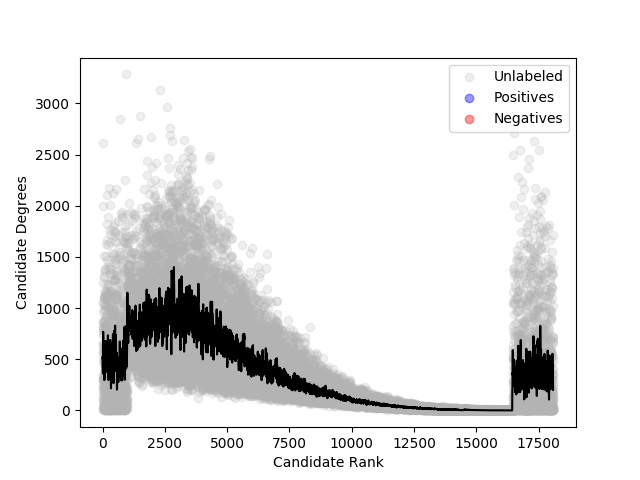 Unlabeled
Positives
Negatives
3000
2500
2000
1500
1000
500
0
Candidate Degrees
0 2500 5000 7500 10000 12500 15000 17500
Candidate Rank